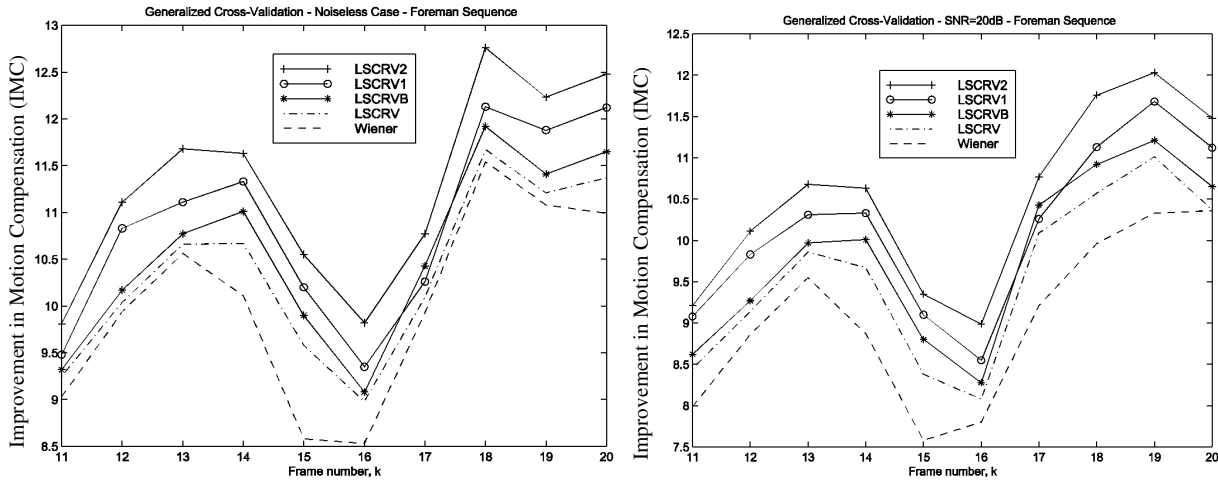 Generalized Cross-Validation - Noiseless Case - Foreman Sequence
Improvement in Motion Compensation (IMC)
13
12.5
12
11.5
11
10.5
10
9.5
9
8.5
LSCRV2
LSCRV1
LSCRVB
LSCRV
Wiener
11 12 13 14 15 16 17 18 19 20
Frame number, k
Generalized Cross-Validation - SNR=20dB - Foreman Sequence
Improvement in Motion Compensation (IMC)
12.5
12
11.5
11
10.5
10
9.5
9
8.5
8
7.5
LSCRV2
LSCRV1
LSCRVB
LSCRV
Wiener
11 12 13 14 15 16 17 18 19 20
Frame number, k